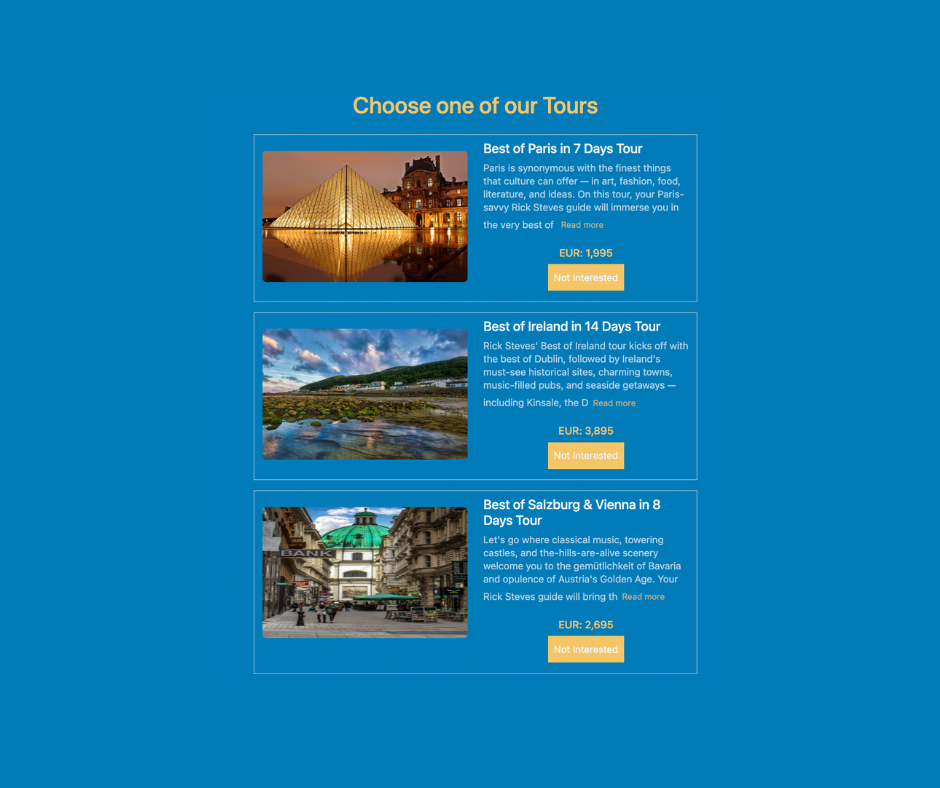 Choose one of our Tours
Best of Paris in 7 Days Tour
Paris is synonymous with the finest things
that culture can offer — in art, fashion, food,
literature, and ideas. On this tour, your Paris-
savvy Rick Steves guide will immerse you in
the very best of Read more
EUR: 1,995
Not Interested
Best of Ireland in 14 Days Tour
Rick Steves' Best of Ireland tour kicks off with
the best of Dublin, followed by Ireland's
must-see historical sites, charming towns,
music-filled pubs, and seaside getaways —
including Kinsale, the D Read more
EUR: 3,895
Not Interested
BANK
Best of Salzburg & Vienna in 8
Days Tour
Let's go where classical music, towering
castles, and the-hills-are-alive scenery
welcome you to the gemütlichkeit of Bavaria
and opulence of Austria's Golden Age. Your
Rick Steves guide will bring th Read more
EUR: 2,695
Not Interested